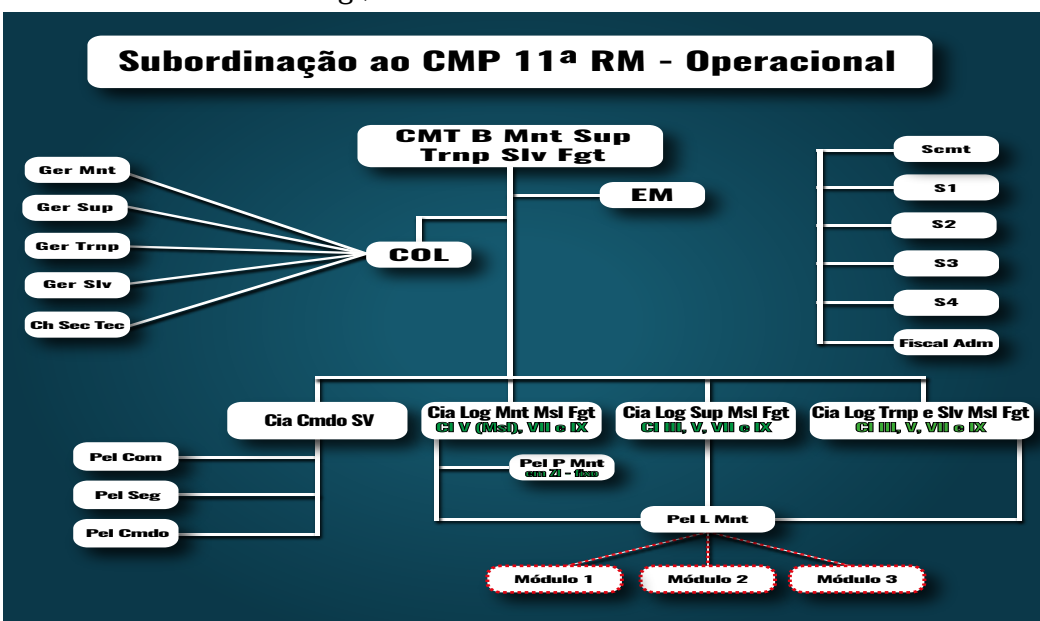 Subordinação ao CMP 11ª RM - Operacional
CMT B Mnt Sup
Trnp Slv Fgt
EM
COL
Ger Mnt
Ger Sup
Ger Trnp
Ger Slv
Ch Sec Tec
Scmt
S1
S2
S3
S4
Fiscal Adm
Cia Cmdo SV
Cia Log Mnt Msl Fgt
Cl V (Msl), VII e IX
Cia Log Sup Msl Fgt
Cl III, V, VII e IX
Cia Log Trnp e Slv Msl Fgt
Cl III, V, VII e IX
Pel Com
Pel Seg
Pel Cmdo
Pel P Mnt
em ZI - fixo
Pel L Mnt
Módulo 1
Módulo 2
Módulo 3